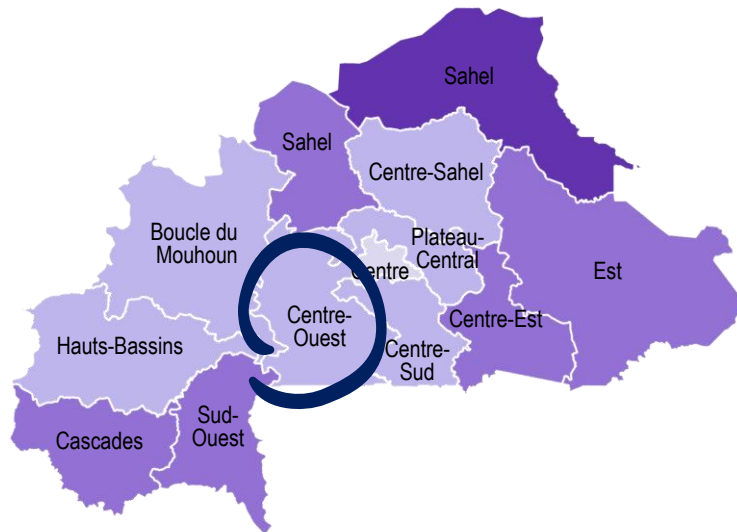 Sahel
Sahel
Centre-Sahel
Boucle du
Mouhoun
Plateau-
Central
Centre
Est
Centre-
Ouest
Centre-Est
Hauts-Bassins
Centre-
Sud
Sud-
Ouest
Cascades